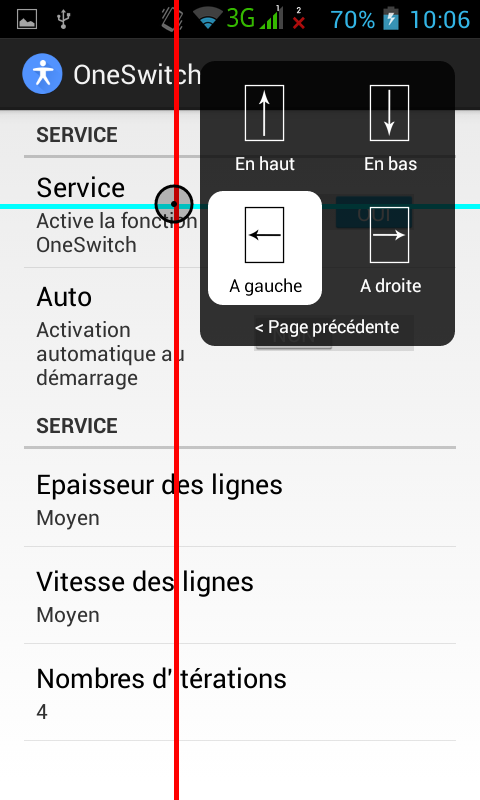 3G 1 2 70% 10:06
OneSwitch
En haut
En bas
A gauche
A droite
< Page précédente
SERVICE
Service
OUI
Active la fonction
OneSwitch
Auto
NON
Activation
automatique au
démarrage
SERVICE
Epaisseur des lignes
Moyen
Vitesse des lignes
Moyen
Nombres d'itérations
4